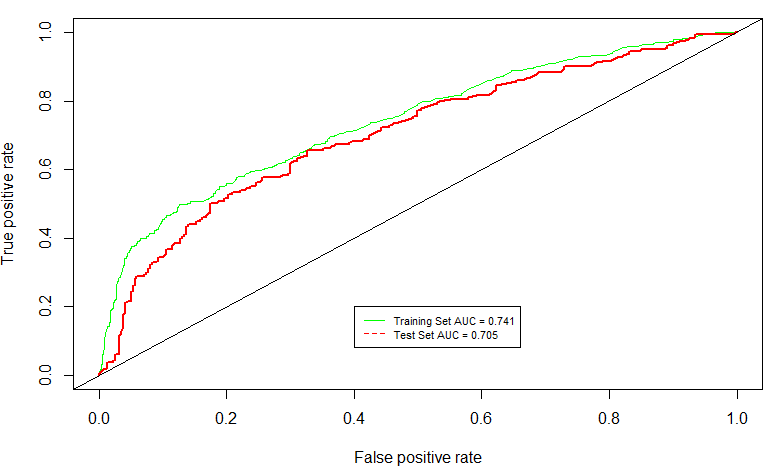 True positive rate
1.0
0.8
0.6
0.4
0.2
0.0
Training Set AUC = 0.741
Test Set AUC = 0.705
0.0 0.2 0.4 0.6 0.8 1.0
False positive rate